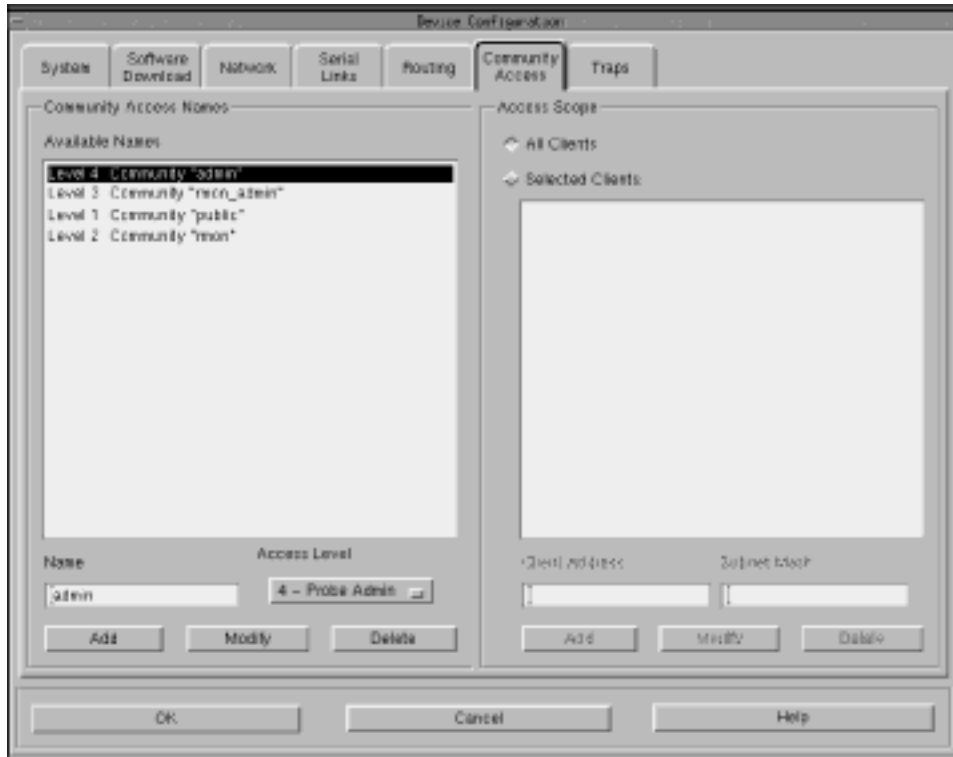 Device Configuration
System
Software Download
Network
Serial Links
Routing
Community Access
Traps
Community Access Names
Available Names
Level 4 Community "admin"
Level 3 Community "rmon_admin"
Level 1 Community "public"
Level 2 Community "rmon"
Name
Access Level
admin
4 - Probe Admin
Add
Modify
Delete
Access Scope
All Clients
Selected Clients:
Client Address
Subnet Mask
Add
Modify
Delete
OK
Cancel
Help